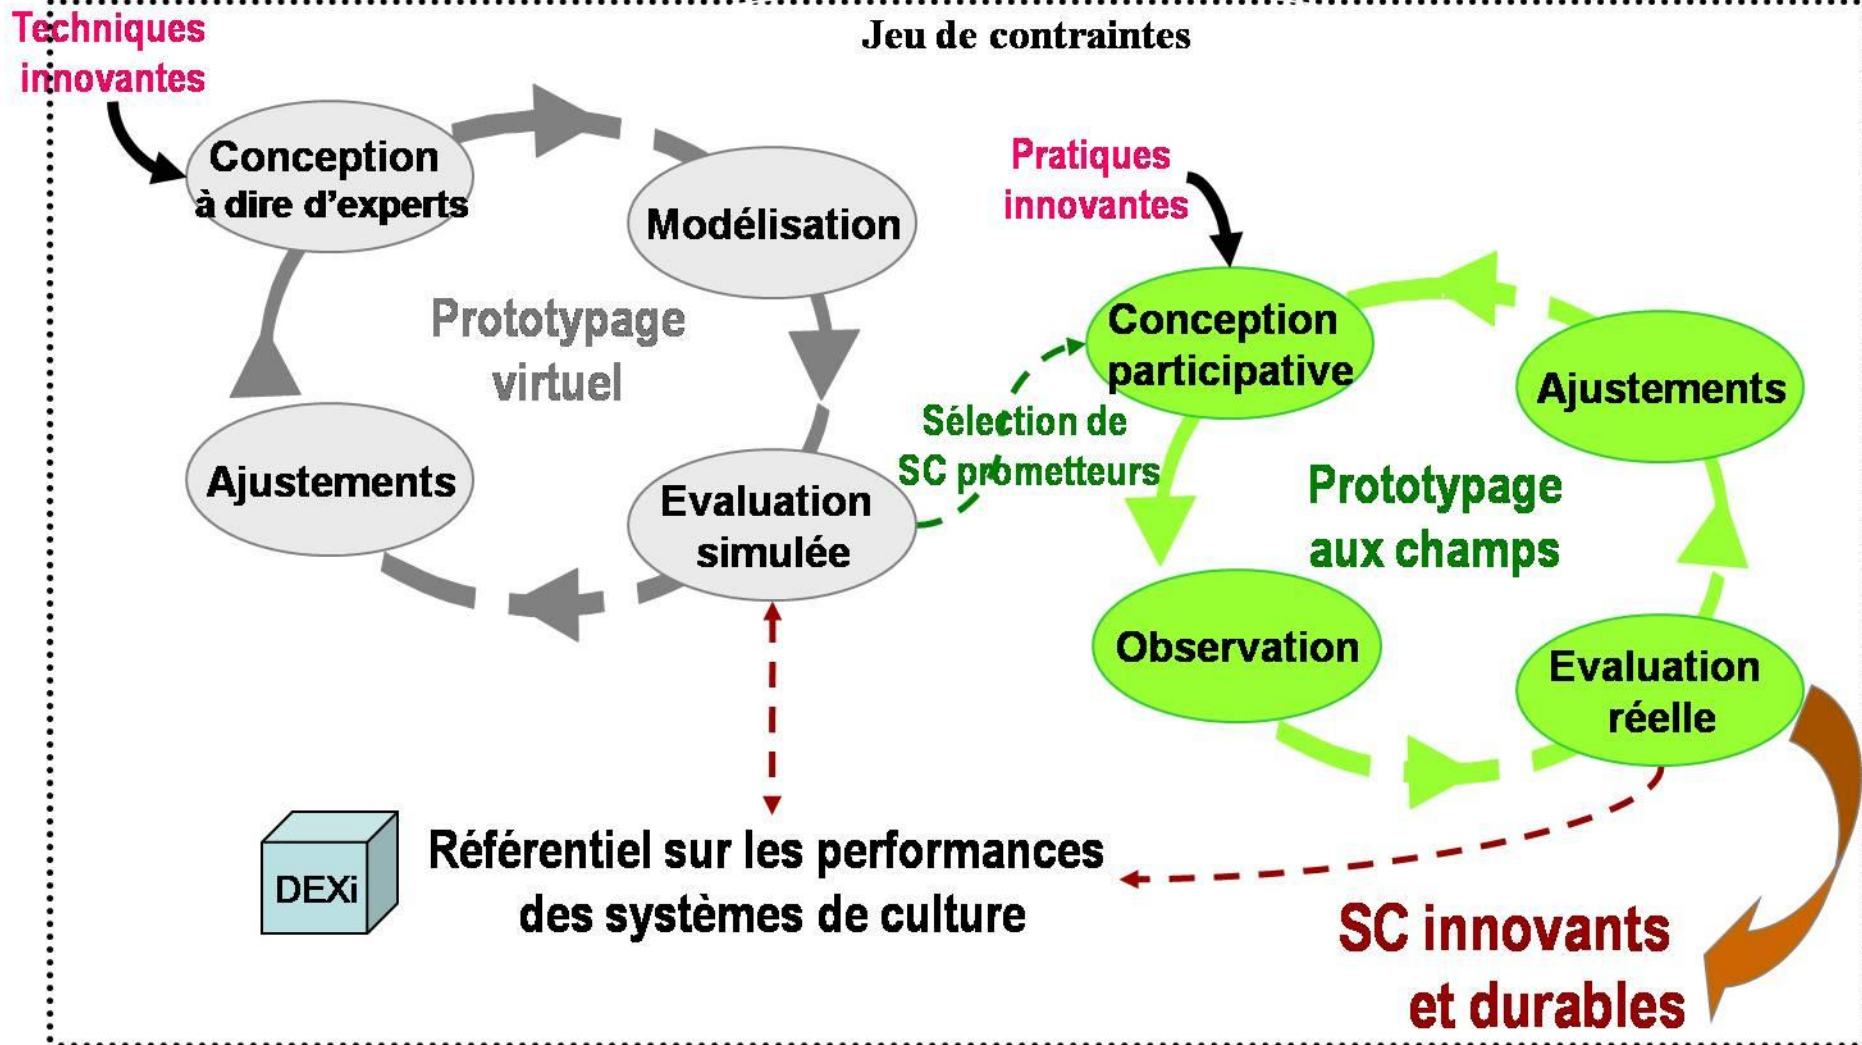 Techniques
innovantes
Jeu de contraintes
Conception
à dire d'experts
Modélisation
Prototypage
virtuel
Ajustements
Evaluation
simulée
Pratiques
innovantes
Conception
participative
Ajustements
Sélection de
SC prometteurs
Prototypage
aux champs
Observation
Evaluation
réelle
DEXi
Référentiel sur les performances
des systèmes de culture
SC innovants
et durables